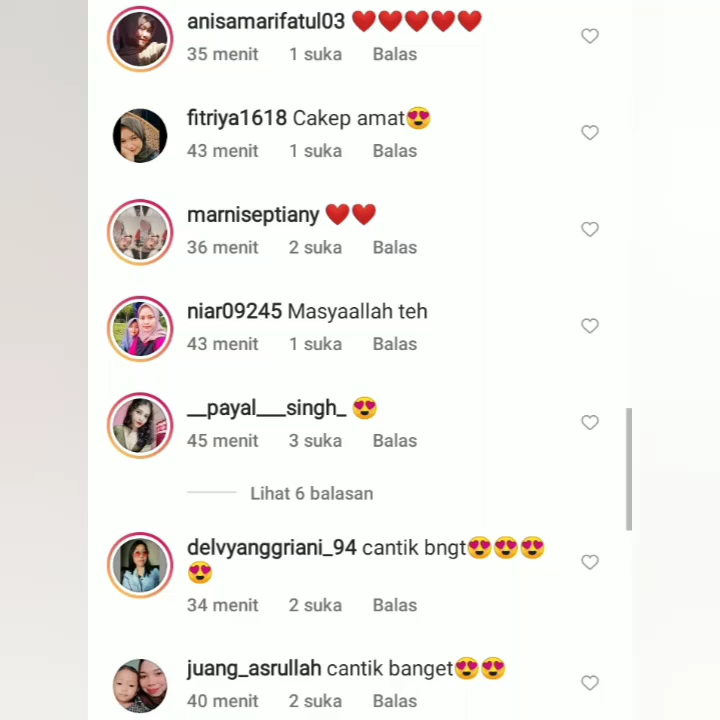 anisamarifatul03 ❤️❤️❤️❤️❤️
35 menit 1 suka Balas
fitriya1618 Cakep amat😍
43 menit 1 suka Balas
marniseptiany ❤️❤️
36 menit 2 suka Balas
niar09245 Masyaallah teh
43 menit 1 suka Balas
__payal___singh_ 😍
45 menit 3 suka Balas
Lihat 6 balasan
delvyanggriani_94 cantik bngt😍😍😍
😍
34 menit 2 suka Balas
juang_asrullah cantik banget😍😍
40 menit 2 suka Balas